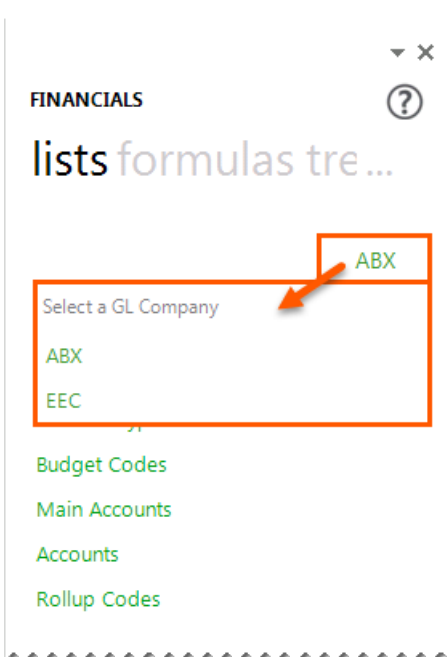 FINANCIALS
?
lists formulas tre...
ABX
Select a GL Company
ABX
EEC
Budget Codes
Main Accounts
Accounts
Rollup Codes